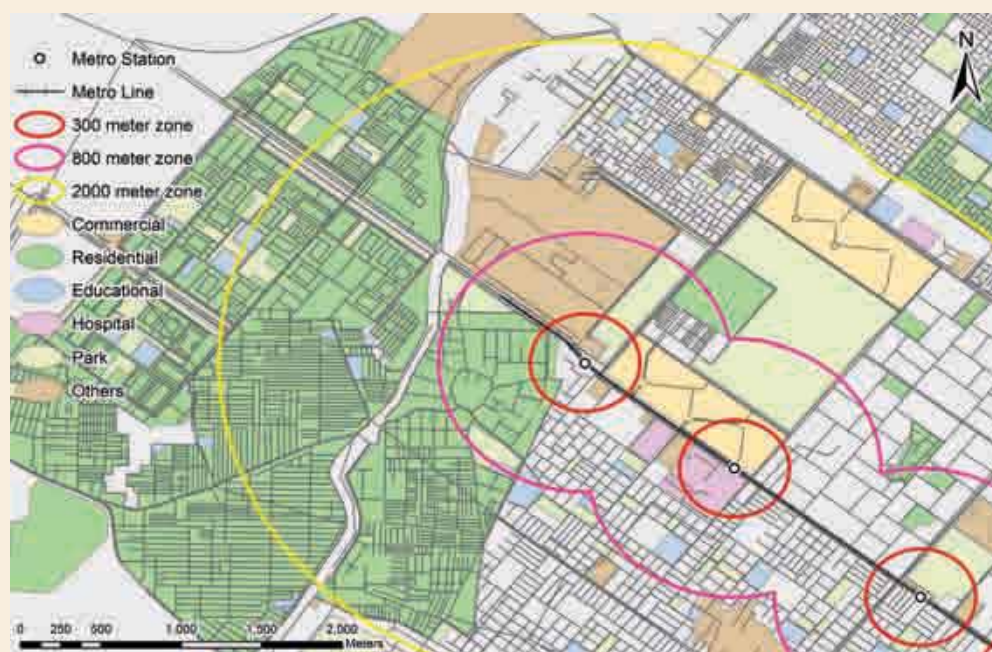 N
Metro Station
Metro Line
300 meter zone
800 meter zone
2000 meter zone
Commercial
Residential
Educational
Hospital
Park
Others
0 250 500 1 000 1,500 2,000
Meters